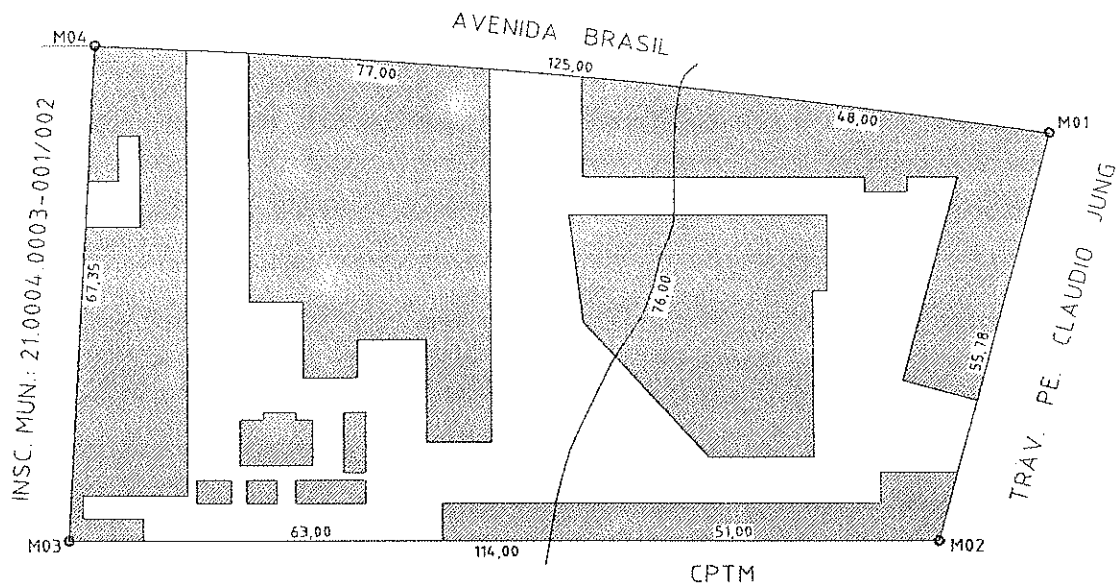 AVENIDA BRASIL
M04
77,00
125,00
48,00
M01
INSC. MUN.: 21.0004.0003-001/002
67,35
76,00
55,78
TRAV. PE. CLAUDIO JUNG
M03
63,00
114,00
51,00
M02
CPTM